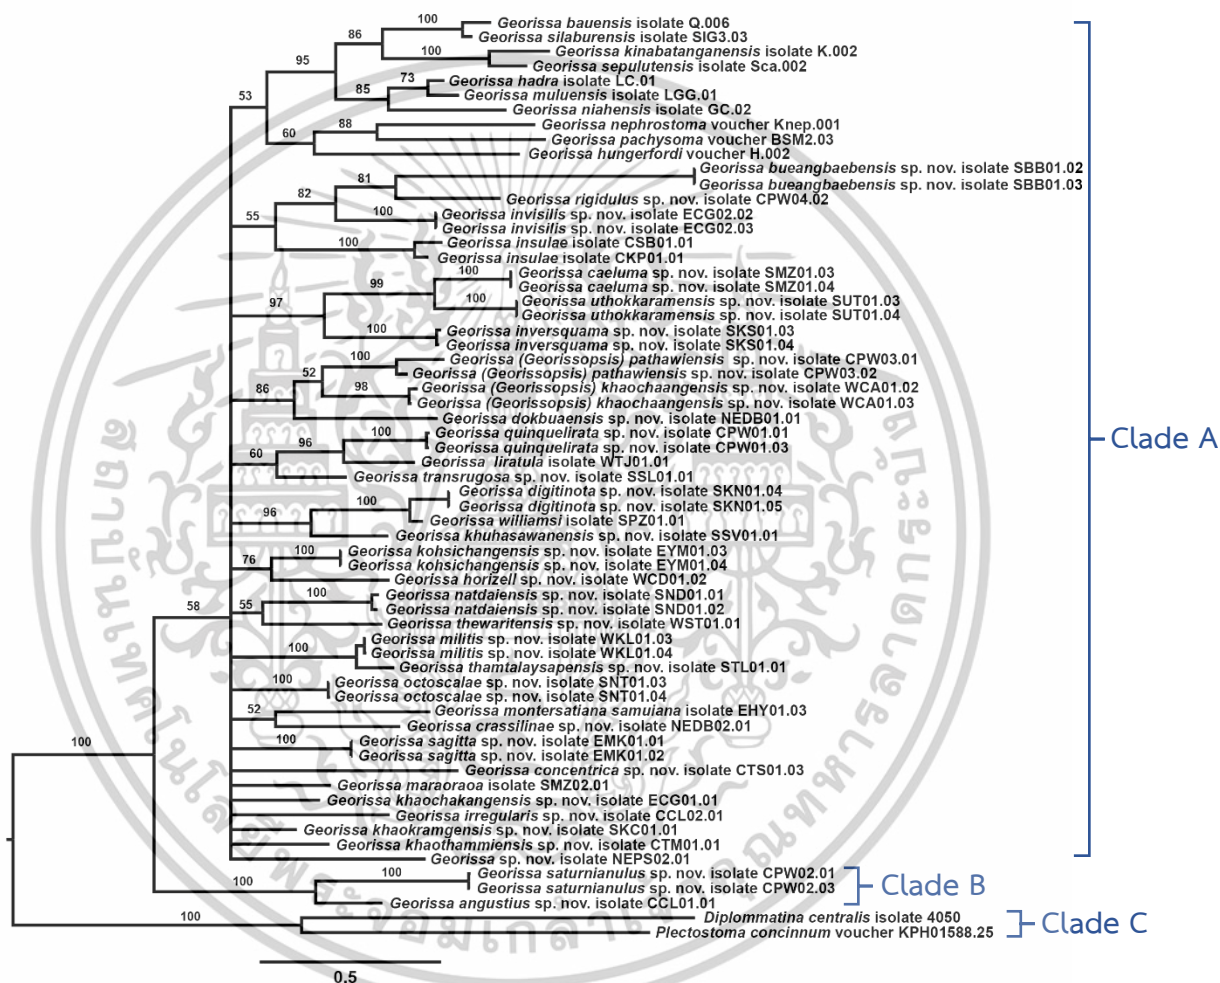 100
Georissa bauensis isolate Q.006
86
Georissa silaburensis isolate SIG3.03
Georissa kinabatanganensis isolate K.002
95
100
Georissa sepulutensis isolate Sca.002
73
Georissa hadra isolate LC.01
53
85
Georissa muluensis isolate LGG.01
Georissa niahensis isolate GC.02
88
Georissa nephrostoma voucher Knep.001
60
Georissa pachysoma voucher BSM2.03
Georissa hungerfordi voucher H.002
Georissa bueangbaebensis sp. nov. isolate SBB01.02
81
Georissa bueangbaebensis sp. nov. isolate SBB01.03
82
Georissa rigidulus sp. nov. isolate CPW04.02
55
100
Georissa invisilis sp. nov. isolate ECG02.02
Georissa invisilis sp. nov. isolate ECG02.03
100
Georissa insulae isolate CSB01.01
Georissa insulae isolate CKP01.01
100
Georissa caeluma sp. nov. isolate SMZ01.03
99
Georissa caeluma sp. nov. isolate SMZ01.04
97
100
Georissa uthokkaramensis sp. nov. isolate SUT01.03
Georissa uthokkaramensis sp. nov. isolate SUT01.04
100
Georissa inversquama sp. nov. isolate SKS01.03
Georissa inversquama sp. nov. isolate SKS01.04
100
Georissa (Georissopsis) pathawiensis sp. nov. isolate CPW03.01
52
Georissa (Georissopsis) pathawiensis sp. nov. isolate CPW03.02
86
98
Georissa (Georissopsis) khaochaangensis sp. nov. isolate WCA01.02
Georissa (Georissopsis) khaochaangensis sp. nov. isolate WCA01.03
Georissa dokbuaensis sp. nov. isolate NEDB01.01
100
Georissa quinquelirata sp. nov. isolate CPW01.01
Clade A
96
Georissa quinquelirata sp. nov. isolate CPW01.03
60
Georissa liratula isolate WTJ01.01
Georissa transrugosa sp. nov. isolate SSL01.01
100
Georissa digitinota sp. nov. isolate SKN01.04
Georissa digitinota sp. nov. isolate SKN01.05
96
Georissa williamsi isolate SPZ01.01
Georissa khuhasawanensis sp. nov. isolate SSV01.01
100
Georissa kohsichangensis sp. nov. isolate EYM01.03
76
Georissa kohsichangensis sp. nov. isolate EYM01.04
Georissa horizell sp. nov. isolate WCD01.02
100
Georissa natdaiensis sp. nov. isolate SND01.01
58
55
Georissa natdaiensis sp. nov. isolate SND01.02
Georissa thewaritensis sp. nov. isolate WST01.01
Georissa militis sp. nov. isolate WKL01.03
100
Georissa militis sp. nov. isolate WKL01.04
Georissa thamtalaysapensis sp. nov. isolate STL01.01
100
Georissa octoscalae sp. nov. isolate SNT01.03
Georissa octoscalae sp. nov. isolate SNT01.04
52
Georissa montersatiana samuiana isolate EHY01.03
Georissa crassilinae sp. nov. isolate NEDB02.01
100
100
Georissa sagitta sp. nov. isolate EMK01.01
Georissa sagitta sp. nov. isolate EMK01.02
Georissa concentrica sp. nov. isolate CTS01.03
Georissa maraoraoa isolate SMZ02.01
Georissa khaochakangensis sp. nov. isolate ECG01.01
Georissa irregularis sp. nov. isolate CCL02.01
Georissa khaokramgensis sp. nov. isolate SKC01.01
Georissa khaothammiensis sp. nov. isolate CTM01.01
Georissa sp. nov. isolate NEPS02.01
100
100
Georissa saturnianulus sp. nov. isolate CPW02.01
Georissa saturnianulus sp. nov. isolate CPW02.03
Clade B
Georissa angustius sp. nov. isolate CCL01.01
100
Diplommatina centralis isolate 4050
Clade C
Plectostoma concinnum voucher KPH01588.25
0.5